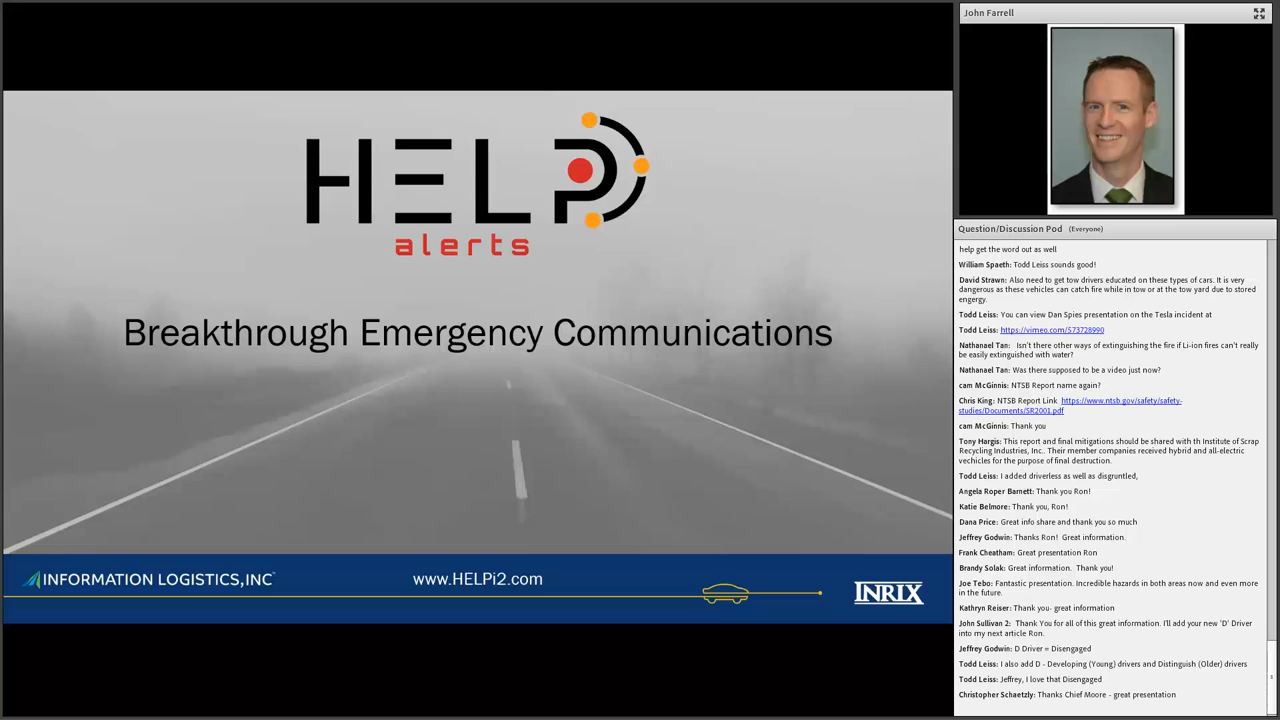 HELP
alerts
Breakthrough Emergency Communications
INFORMATION LOGISTICS, INC
www.HELPi2.com
INRIX
John Farrell
Question/Discussion Pod (Everyone)
help get the word out as well
William Spaeth: Todd Leiss sounds good!
David Strawn: Also need to get tow drivers educated on these types of cars. It is very
dangerous as these vehicles can catch fire while in tow or at the tow yard due to stored
engergy.
Todd Leiss: You can view Dan Spies presentation on the Tesla incident at
Todd Leiss: https://vimeo.com/573728990
Nathanael Tan: Isn't there other ways of extinguishing the fire if Li-ion fires can't really
be easily extinguished with water?
Nathanael Tan: Was there supposed to be a video just now?
cam McGinnis: NTSB Report name again?
Chris King: NTSB Report Link https://www.ntsb.gov/safety/safety-
studies/Documents/SR2001.pdf
cam McGinnis: Thank you
Tony Hargis: This report and final mitigations should be shared with th Institute of Scrap
Recycling Industries, Inc.. Their member companies received hybrid and all-electric
vechicles for the purpose of final destruction.
Todd Leiss: I added driverless as well as disgruntled,
Angela Roper Barnett: Thank you Ron!
Katie Belmore: Thank you, Ron!
Dana Price: Great info share and thank you so much
Jeffrey Godwin: Thanks Ron! Great information.
Frank Cheatham: Great presentation Ron
Brandy Solak: Great information. Thank you!
Joe Tebo: Fantastic presentation. Incredible hazards in both areas now and even more
in the future.
Kathryn Reiser: Thank you- great information
John Sullivan 2: Thank You for all of this great information. I'll add your new 'D' Driver
into my next article Ron.
Jeffrey Godwin: D Driver = Disengaged
Todd Leiss: I also add D - Developing (Young) drivers and Distinguish (Older) drivers
Todd Leiss: Jeffrey, I love that Disengaged
Christopher Schaetzly: Thanks Chief Moore - great presentation